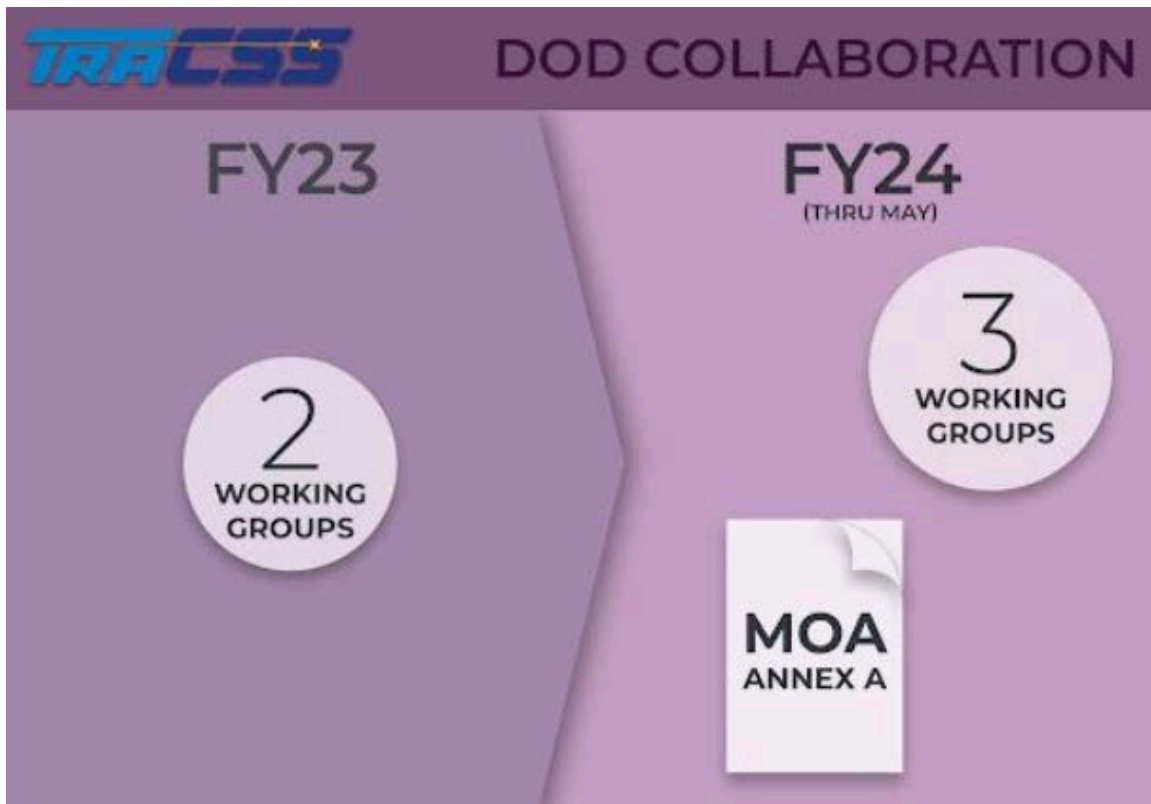 TRACSS
DOD COLLABORATION
FY23
2
WORKING
GROUPS
FY24
(THRU MAY)
3
WORKING
GROUPS
MOA
ANNEX A